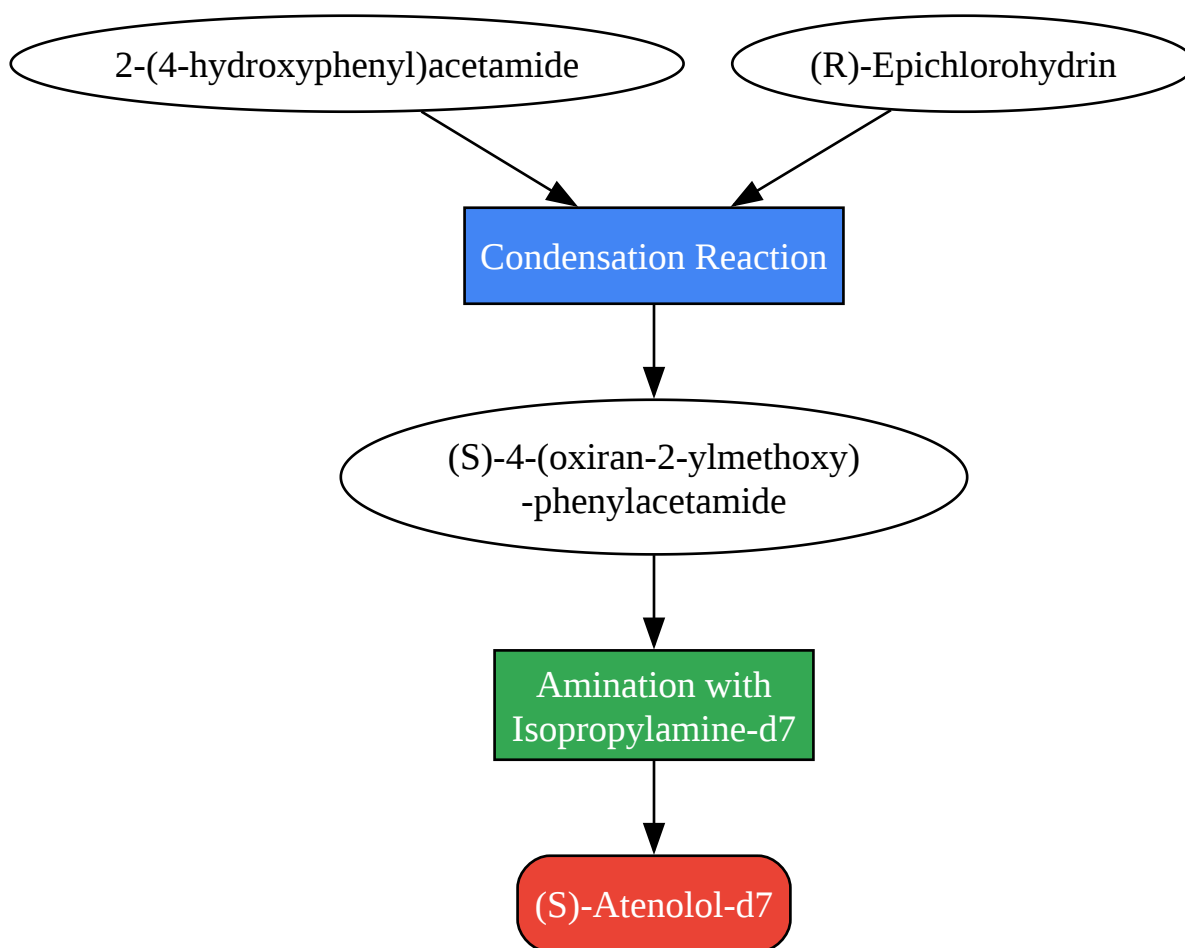 2-(4-hydroxyphenyl)acetamide
(R)-Epichlorohydrin
Condensation Reaction
(S)-4-(oxiran-2-ylmethoxy)
-phenylacetamide
Amination with
Isopropylamine-d7
(S)-Atenolol-d7